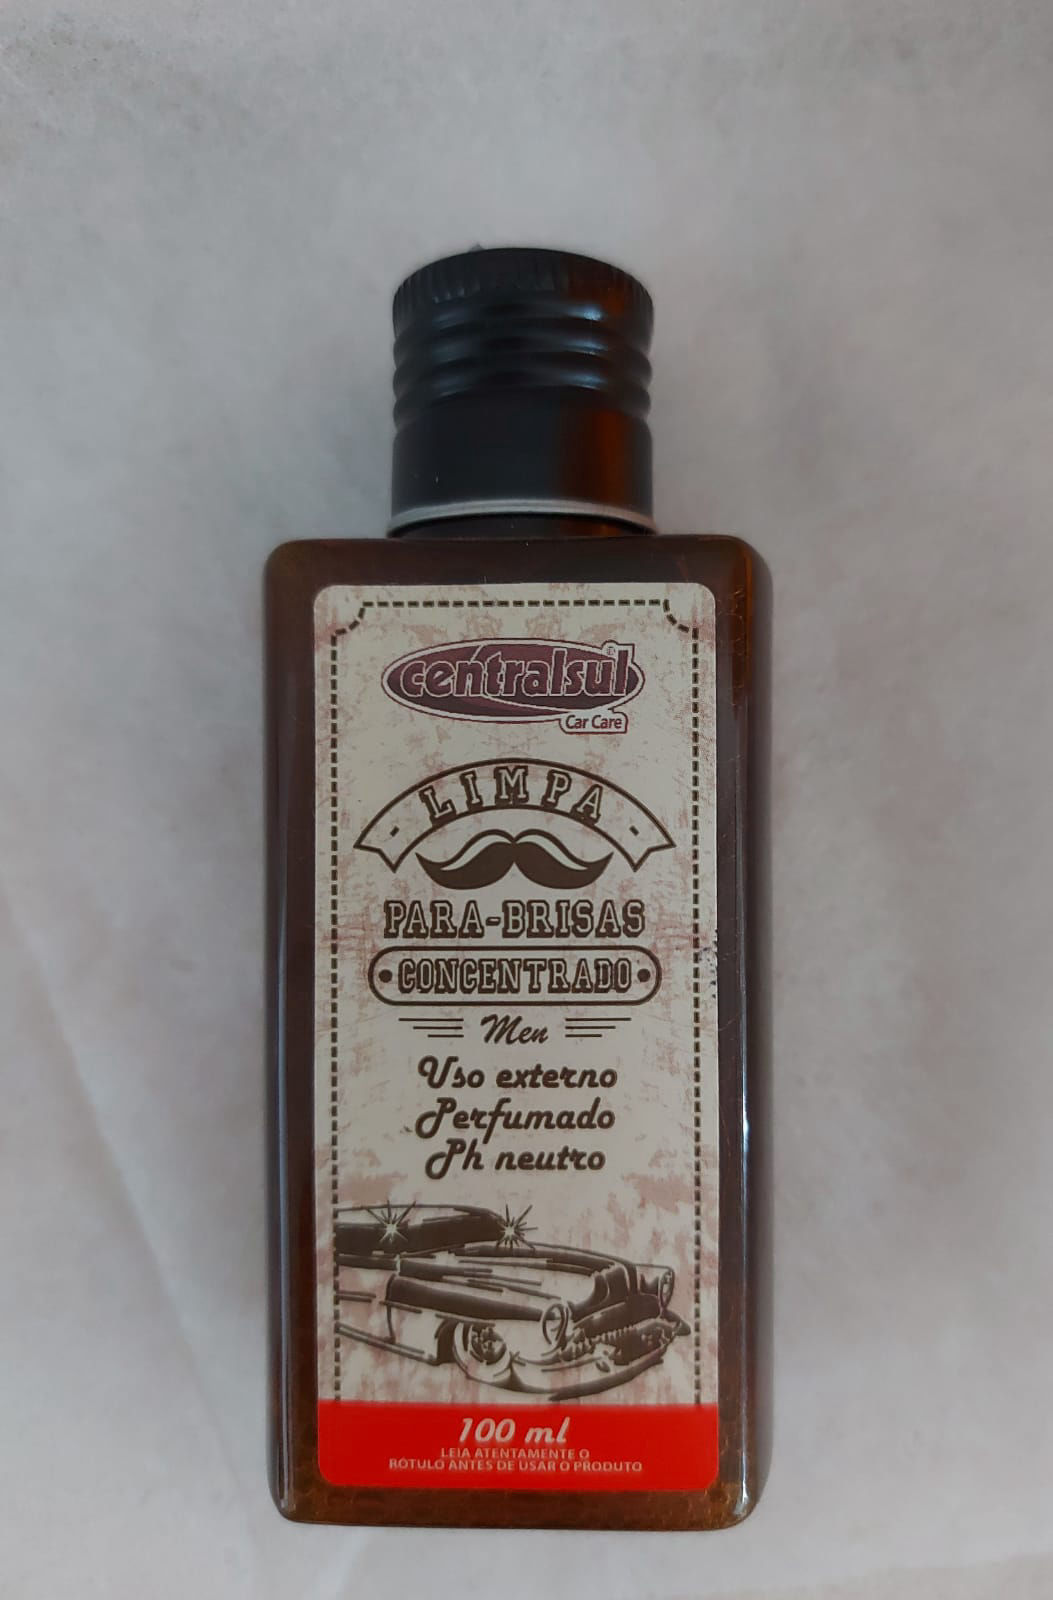 centralsul®
Car Care
- LIMPA -
PARA-BRISAS
•CONCENTRADO•
Men
Uso externo
Perfumado
Ph neutro
100 ml
LEIA ATENTAMENTE O
RÓTULO ANTES DE USAR O PRODUTO